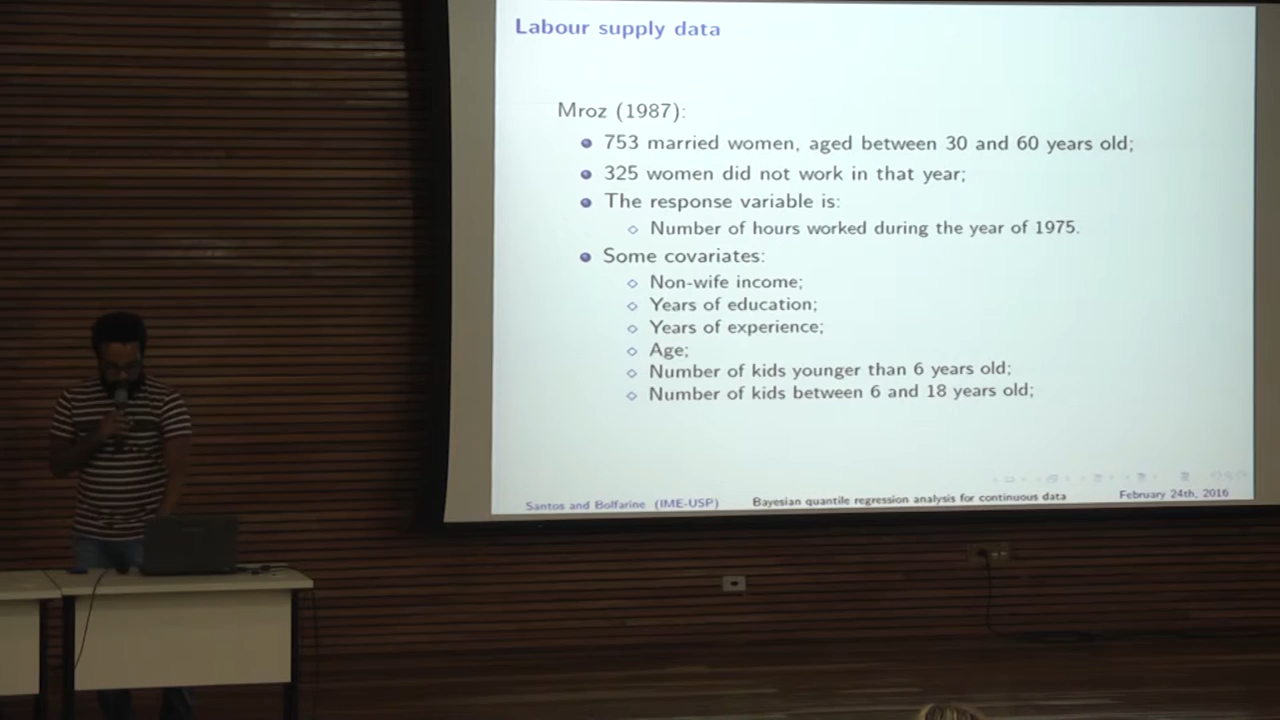 Labour supply data
Mroz (1987):
753 married women, aged between 30 and 60 years old;
325 women did not work in that year;
The response variable is:
Number of hours worked during the year of 1975.
Some covariates:
Non-wife income;
Years of education;
Years of experience;
Age;
Number of kids younger than 6 years old;
Number of kids between 6 and 18 years old;
Santos and Bolfarine (IME-USP) Bayesian quantile regression analysis for continuous data February 24th, 2016